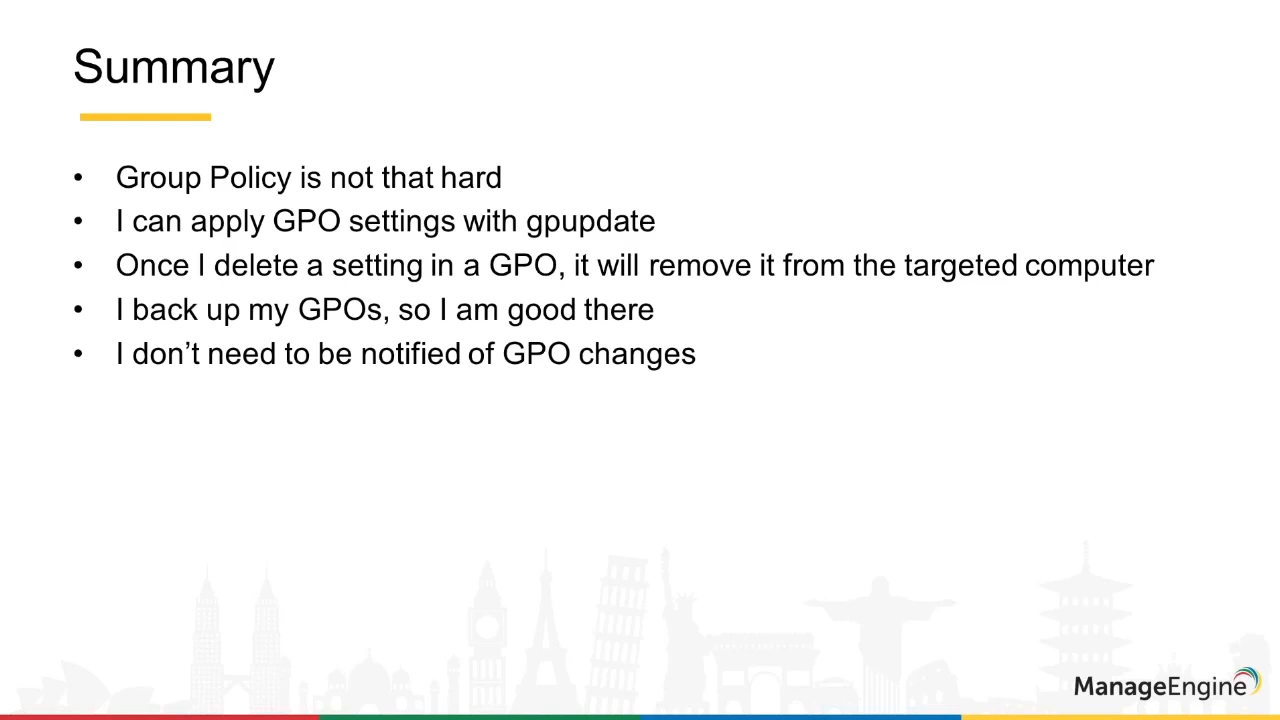 Summary
• Group Policy is not that hard
• I can apply GPO settings with gpupdate
• Once I delete a setting in a GPO, it will remove it from the targeted computer
• I back up my GPOs, so I am good there
• I don’t need to be notified of GPO changes
ManageEngine